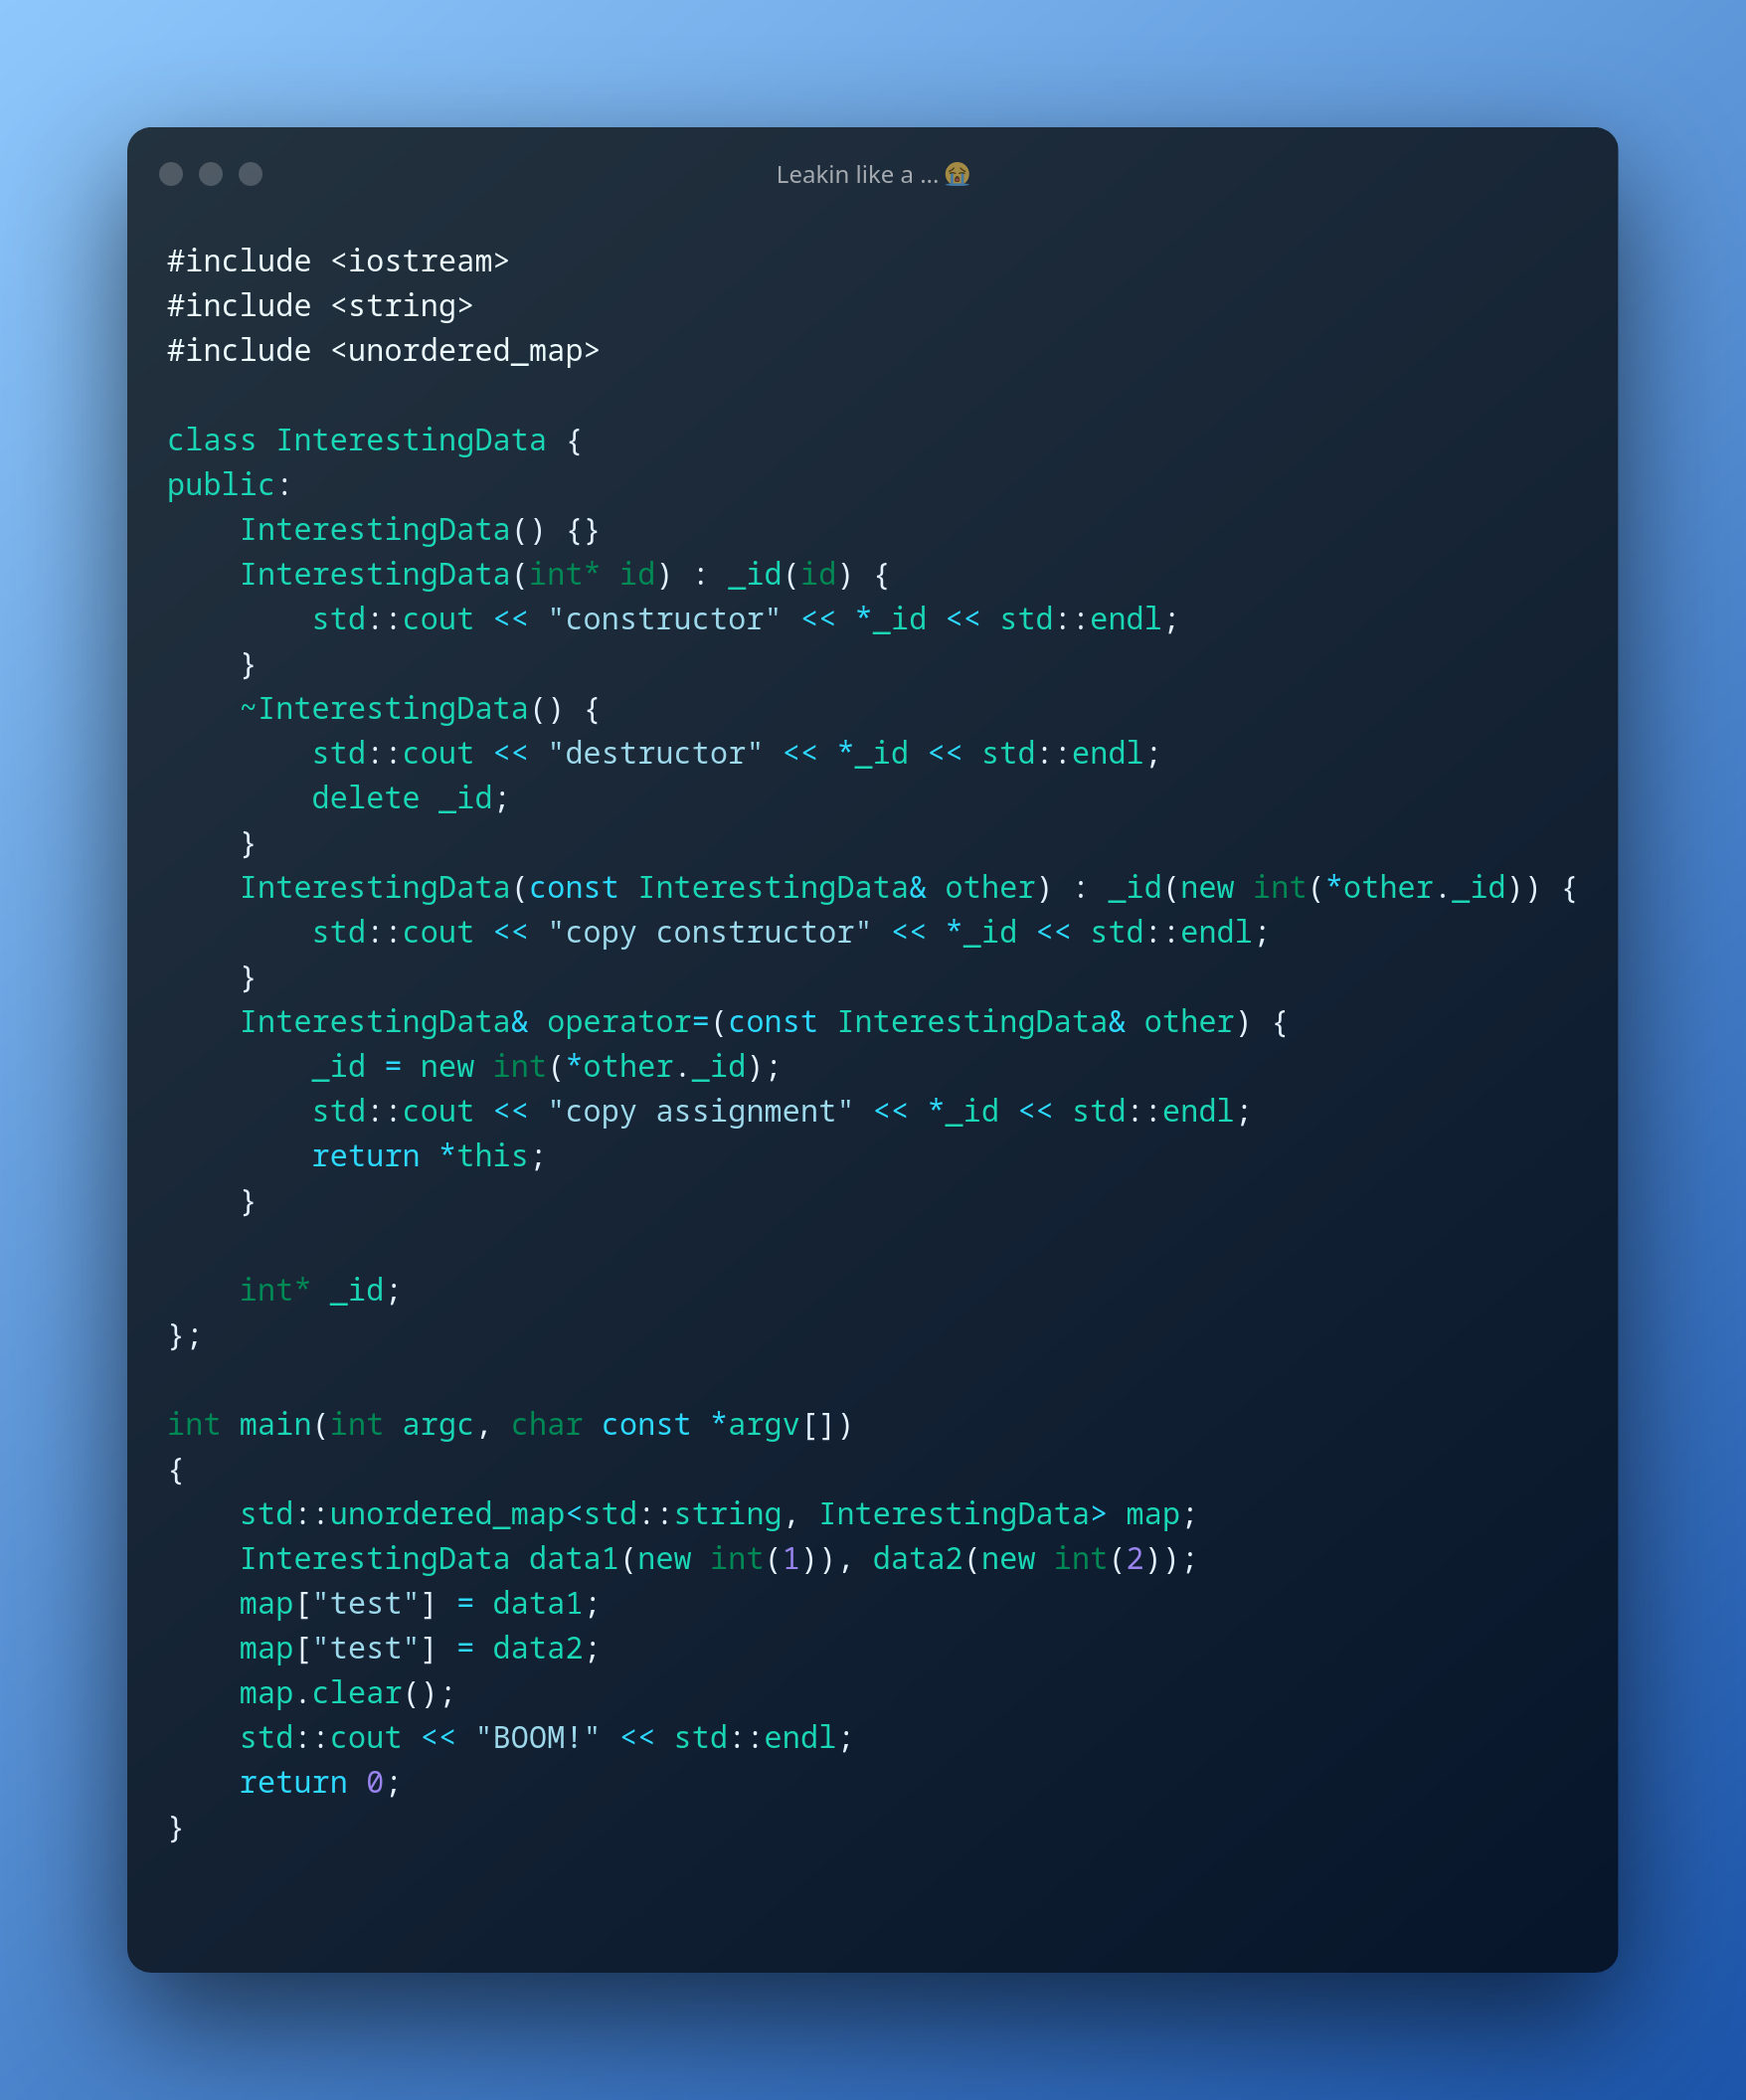 Leakin like a ... 😭
#include <iostream>
#include <string>
#include <unordered_map>

class InterestingData {
public:
    InterestingData() {}
    InterestingData(int* id) : _id(id) {
        std::cout << "constructor" << *_id << std::endl;
    }
    ~InterestingData() {
        std::cout << "destructor" << *_id << std::endl;
        delete _id;
    }
    InterestingData(const InterestingData& other) : _id(new int(*other._id)) {
        std::cout << "copy constructor" << *_id << std::endl;
    }
    InterestingData& operator=(const InterestingData& other) {
        _id = new int(*other._id);
        std::cout << "copy assignment" << *_id << std::endl;
        return *this;
    }

    int* _id;
};

int main(int argc, char const *argv[])
{
    std::unordered_map<std::string, InterestingData> map;
    InterestingData data1(new int(1)), data2(new int(2));
    map["test"] = data1;
    map["test"] = data2;
    map.clear();
    std::cout << "BOOM!" << std::endl;
    return 0;
}